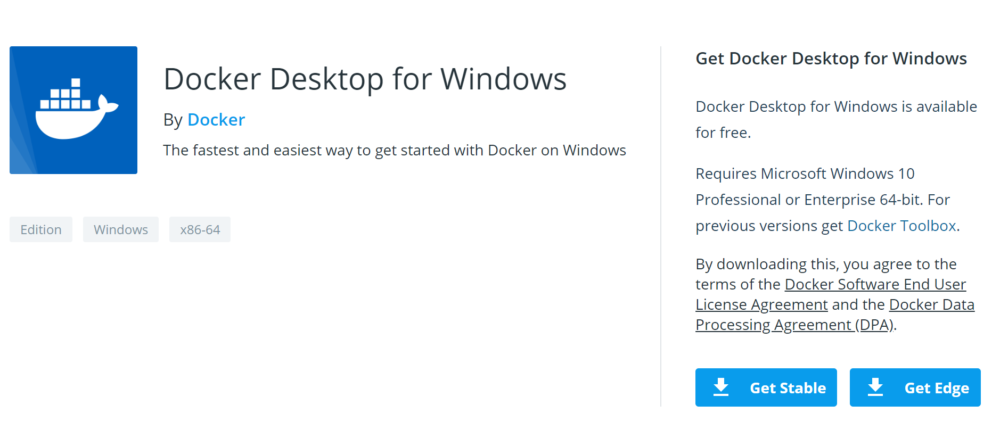 Docker Desktop for Windows
By Docker
The fastest and easiest way to get started with Docker on Windows
Edition
Windows
x86-64
Get Docker Desktop for Windows
Docker Desktop for Windows is available
for free.
Requires Microsoft Windows 10
Professional or Enterprise 64-bit. For
previous versions get Docker Toolbox.
By downloading this, you agree to the
terms of the Docker Software End User
License Agreement and the Docker Data
Processing Agreement (DPA).
Get Stable
Get Edge